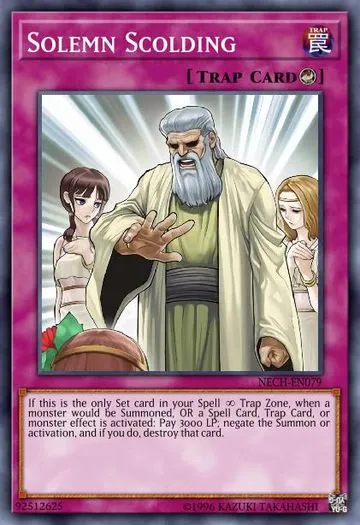 SOLEMN SCOLDING
TRAP
罠
[TRAP CARD]
NECH-EN079
If this is the only Set card in your Spell & Trap Zone, when a
monster would be Summoned, OR a Spell Card, Trap Card, or
monster effect is activated: Pay 3000 LP; negate the Summon or
activation, and if you do, destroy that card.
92512625
©1996 KAZUKI TAKAHASHI